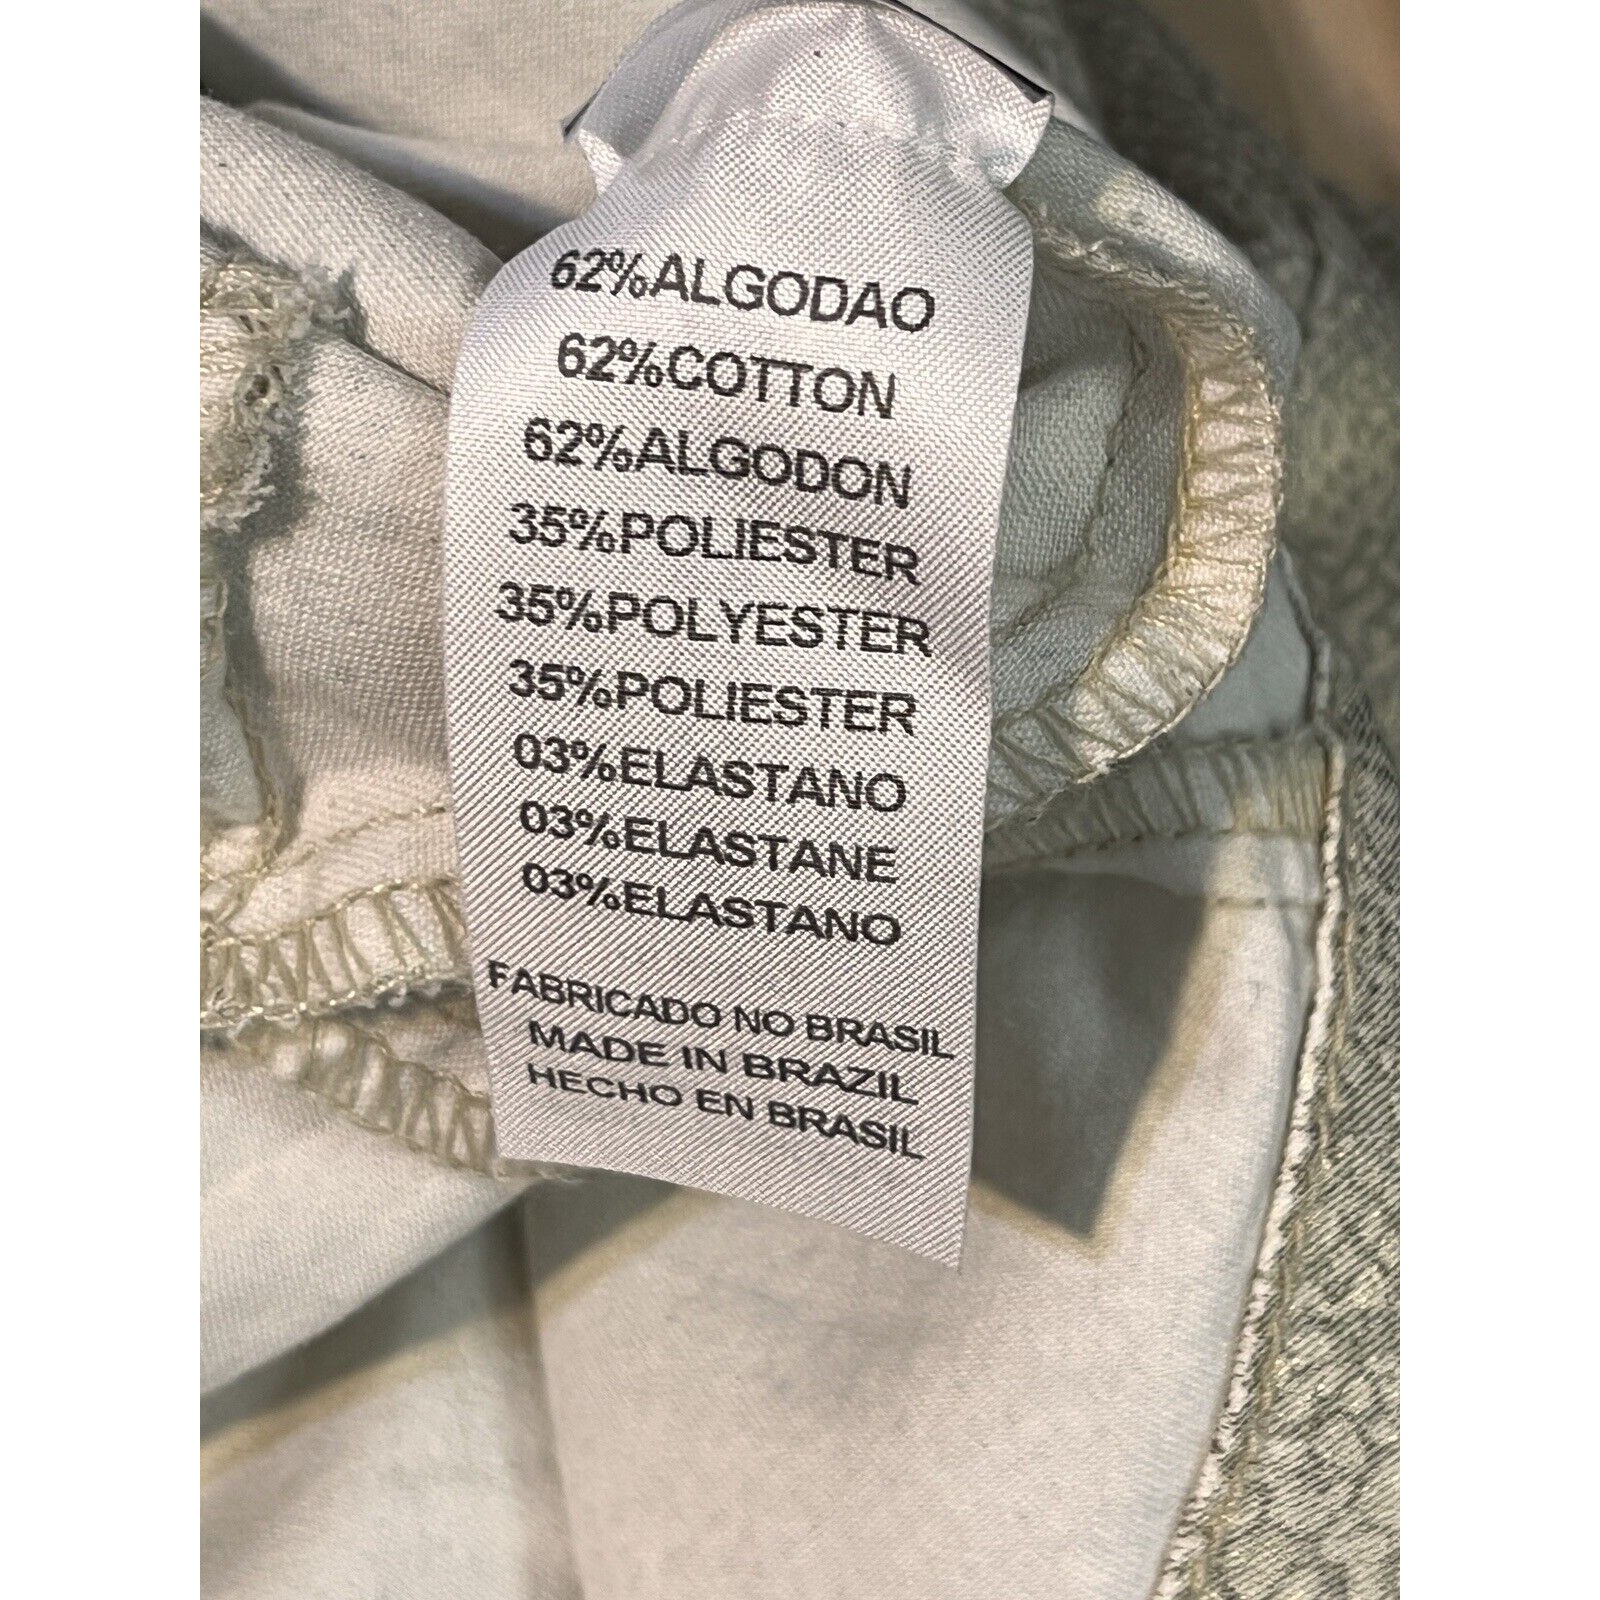 62%ALGODAO
62%COTTON
62%ALGODON
35%POLIESTER
35%POLYESTER
35%POLIESTER
03%ELASTANO
03%ELASTANE
03%ELASTANO
FABRICADO NO BRASIL
MADE IN BRAZIL
HECHO EN BRASIL